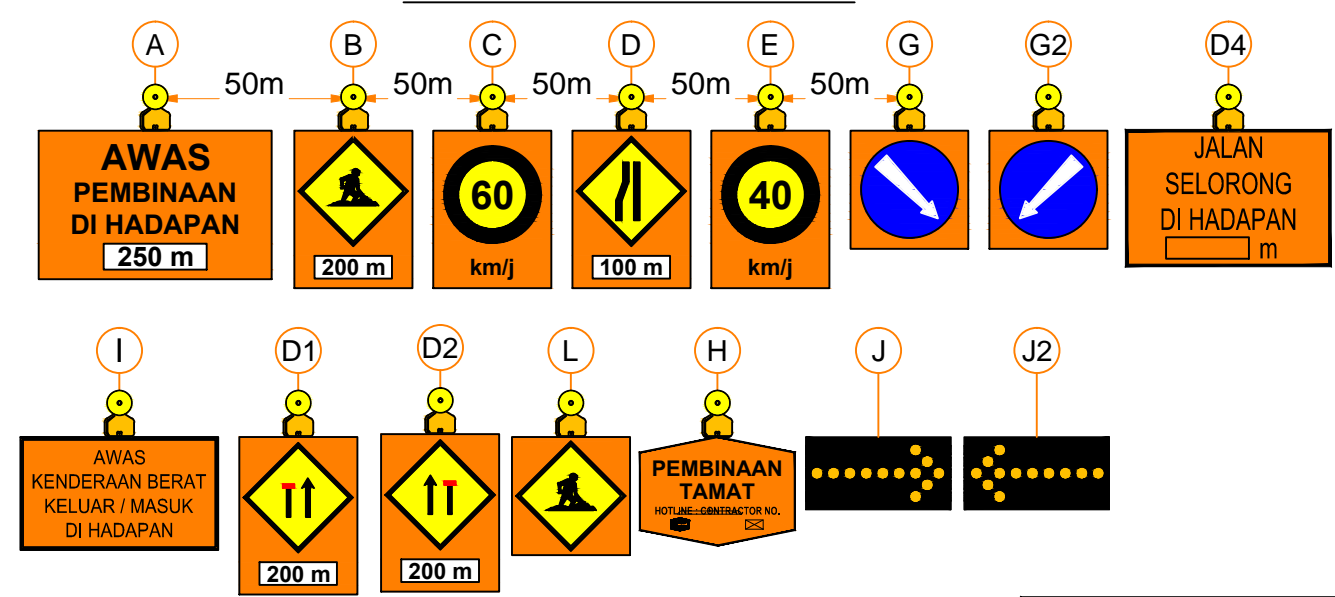 A B C D E G G2 D4
50m 50m 50m 50m 50m
AWAS
PEMBINAAN
DI HADAPAN
250 m
200 m
60
km/j
100 m
40
km/j
JALAN
SELORONG
DI HADAPAN
m
I D1 D2 L H J J2
AWAS
KENDERAAN BERAT
KELUAR / MASUK
DI HADAPAN
200 m
200 m
PEMBINAAN
TAMAT
HOTLINE : CONTRACTOR NO.